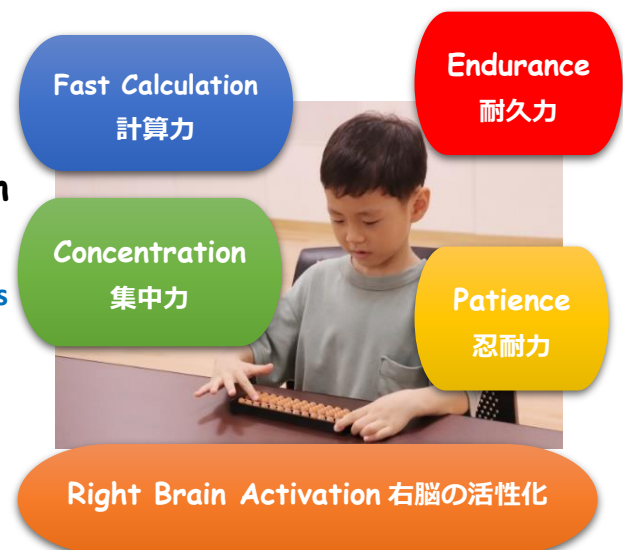 Fast Calculation
計算力
Endurance
耐久力
Concentration
集中力
Patience
忍耐力
Right Brain Activation 右脳の活性化